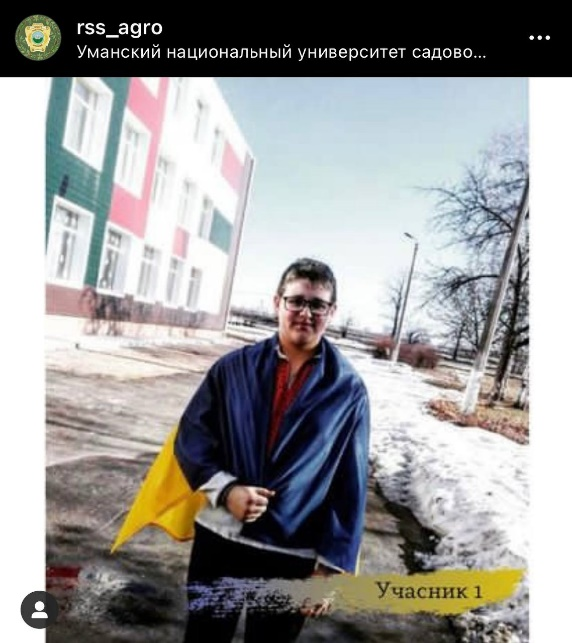 rss_agro
Уманский национальный университет садово...
Учасник 1